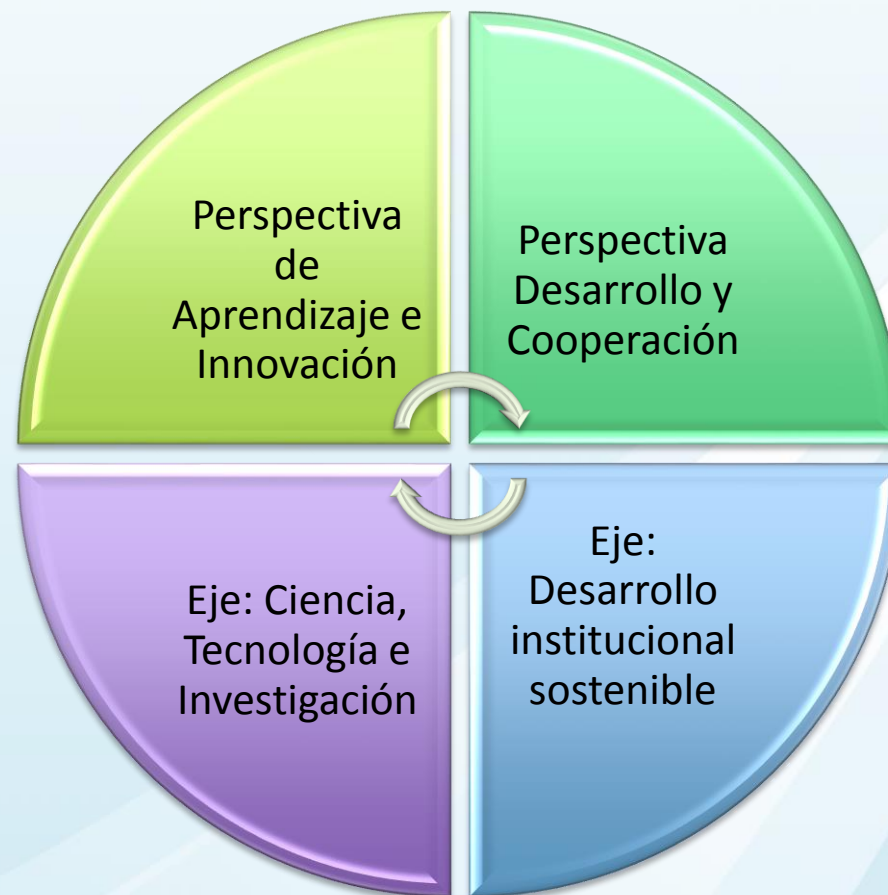 Perspectiva
de
Aprendizaje e
Innovación
Perspectiva
Desarrollo y
Cooperación
Eje: Ciencia,
Tecnología e
Investigación
Eje:
Desarrollo
institucional
sostenible